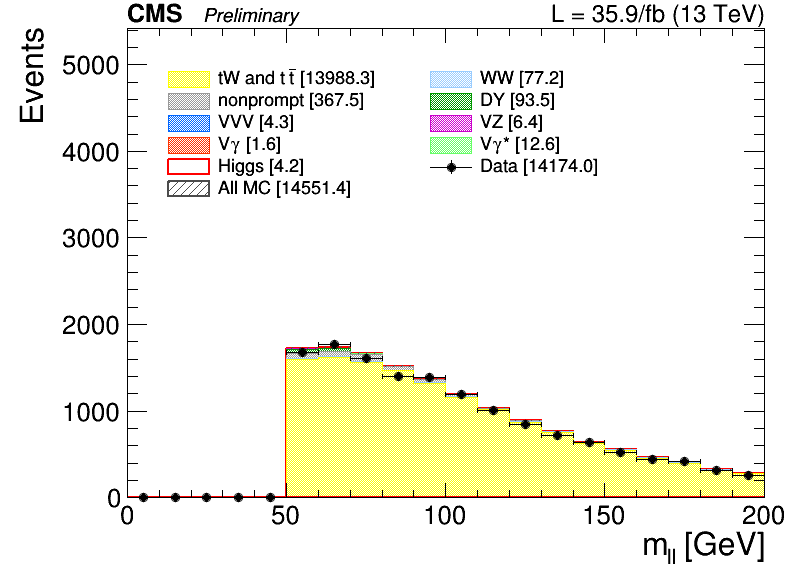 CMS Preliminary L = 35.9/fb (13 TeV)
Events
5000
4000
3000
2000
1000
0
tW and t t̄ [13988.3] WW [77.2]
nonprompt [367.5] DY [93.5]
VVV [4.3] VZ [6.4]
Vγ [1.6] Vγ* [12.6]
Higgs [4.2] Data [14174.0]
All MC [14551.4]
0 50 100 150 200
m_ll [GeV]